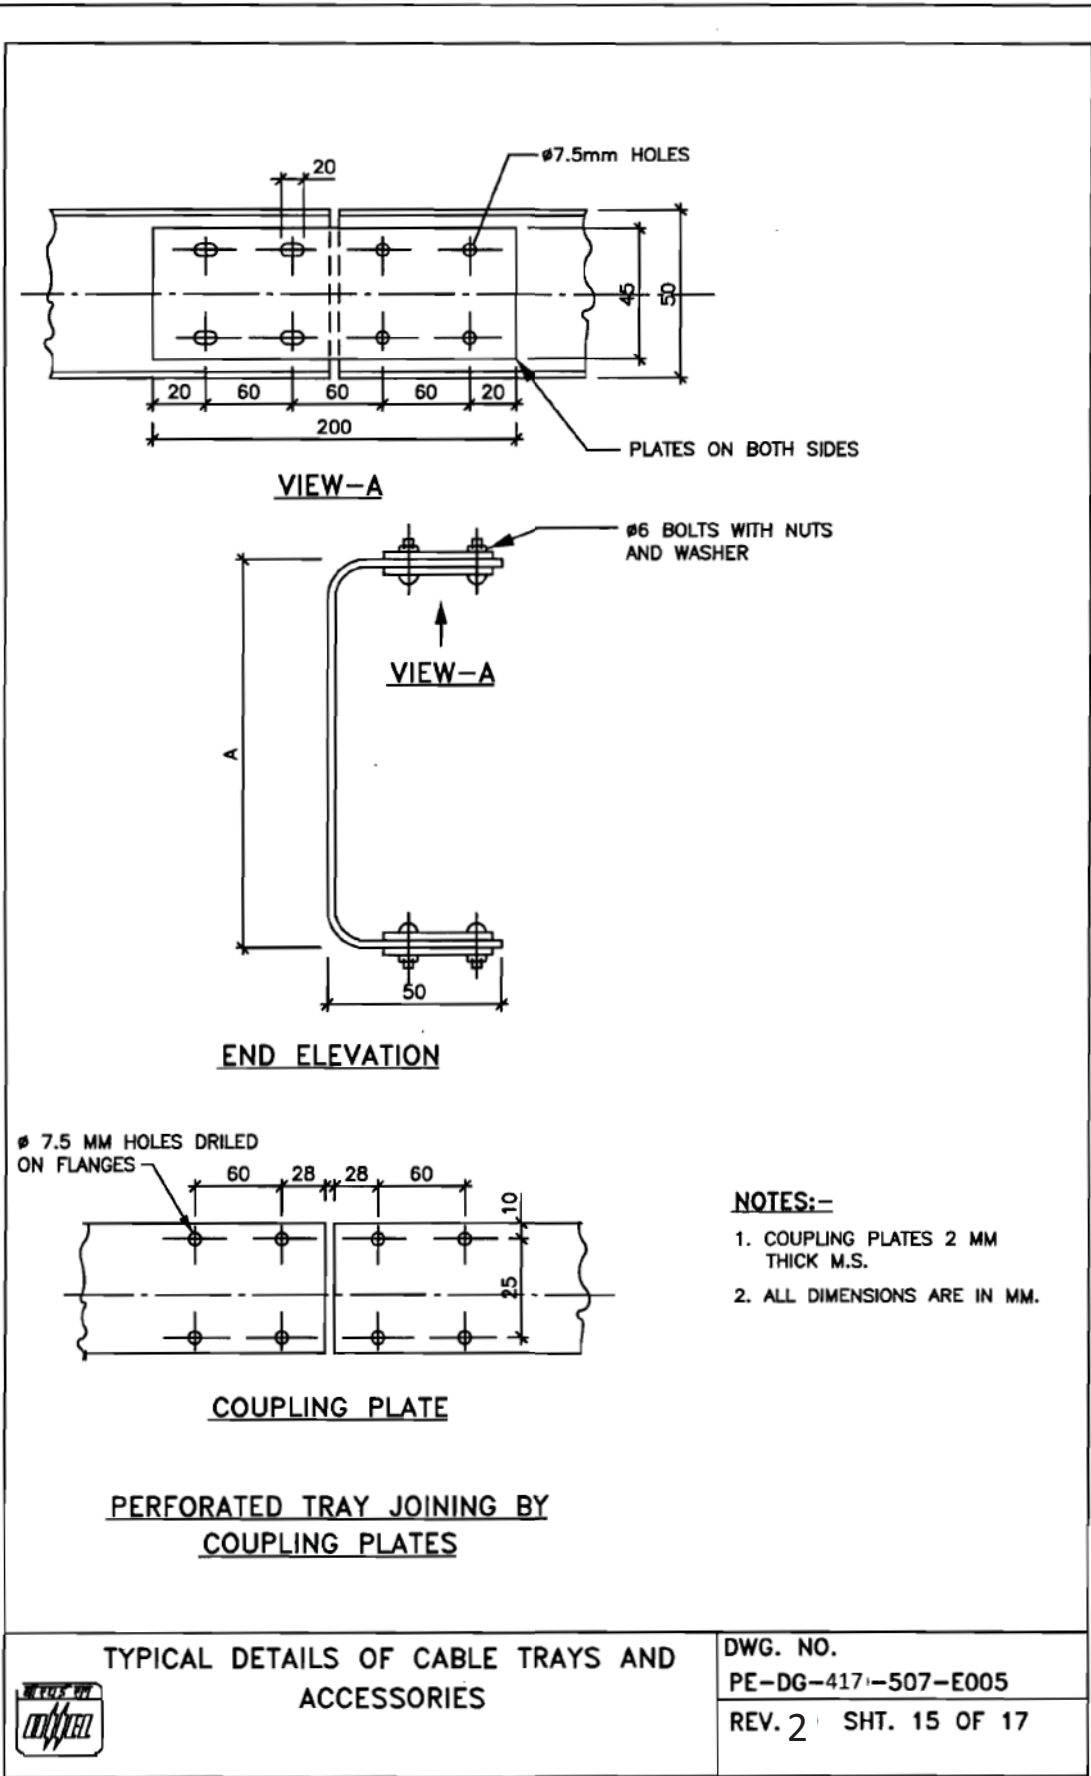 20
ø7.5mm HOLES
45
50
20 60 60 60 20
200
PLATES ON BOTH SIDES
VIEW-A
ø6 BOLTS WITH NUTS
AND WASHER
VIEW-A
A
50
END ELEVATION
ø 7.5 MM HOLES DRILED
ON FLANGES
60 28 28 60
10
25
COUPLING PLATE
NOTES:-
1. COUPLING PLATES 2 MM
THICK M.S.
2. ALL DIMENSIONS ARE IN MM.
PERFORATED TRAY JOINING BY
COUPLING PLATES
TYPICAL DETAILS OF CABLE TRAYS AND
ACCESSORIES
DWG. NO.
PE-DG-417-507-E005
REV. 2 SHT. 15 OF 17